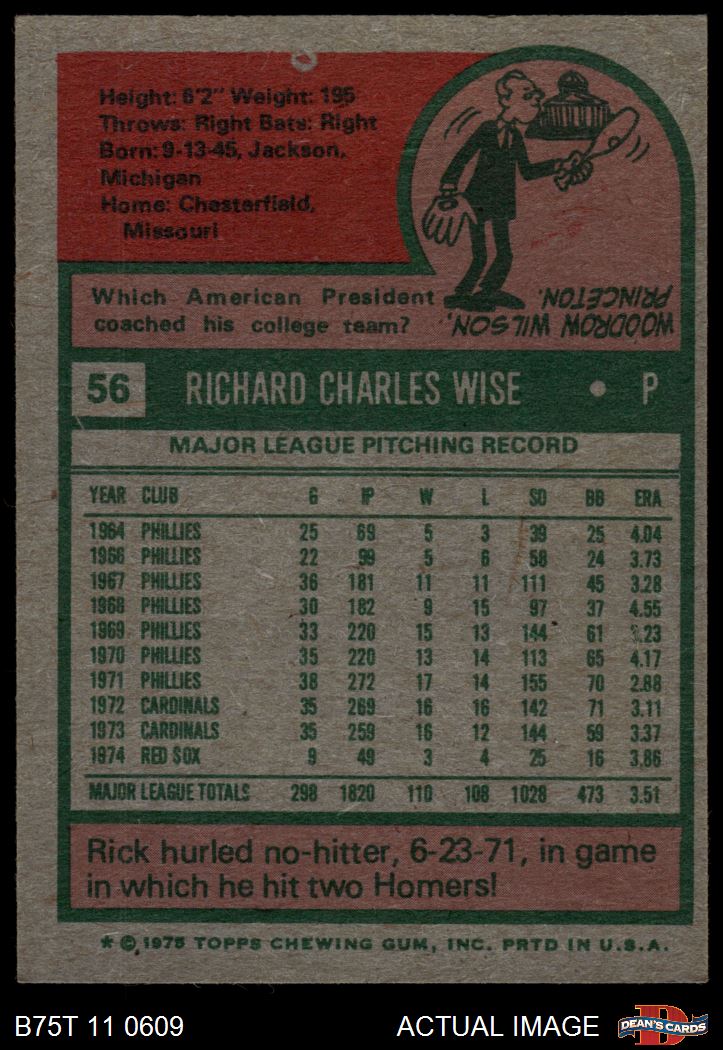 Height: 6'2" Weight: 195
Throws: Right Bats: Right
Born: 9-13-45, Jackson,
Michigan
Home: Chesterfield,
Missouri
Which American President
coached his college team?
WOODROW WILSON,
PRINCETON.
56 RICHARD CHARLES WISE • P
MAJOR LEAGUE PITCHING RECORD
YEAR CLUB G IP W L SO BB ERA
1964 PHILLIES 25 69 5 3 39 25 4.04
1966 PHILLIES 22 99 5 6 58 24 3.73
1967 PHILLIES 36 181 11 11 111 45 3.28
1968 PHILLIES 30 182 9 15 97 37 4.55
1969 PHILLIES 33 220 15 13 144 61 3.23
1970 PHILLIES 35 220 13 14 113 65 4.17
1971 PHILLIES 38 272 17 14 155 70 2.88
1972 CARDINALS 35 269 16 16 142 71 3.11
1973 CARDINALS 35 259 16 12 144 59 3.37
1974 RED SOX 9 49 3 4 25 16 3.86
MAJOR LEAGUE TOTALS 298 1820 110 108 1028 473 3.51
Rick hurled no-hitter, 6-23-71, in game
in which he hit two Homers!
* © 1975 TOPPS CHEWING GUM, INC. PRTD IN U.S.A.
B75T 11 0609 ACTUAL IMAGE DEAN'S CARDS